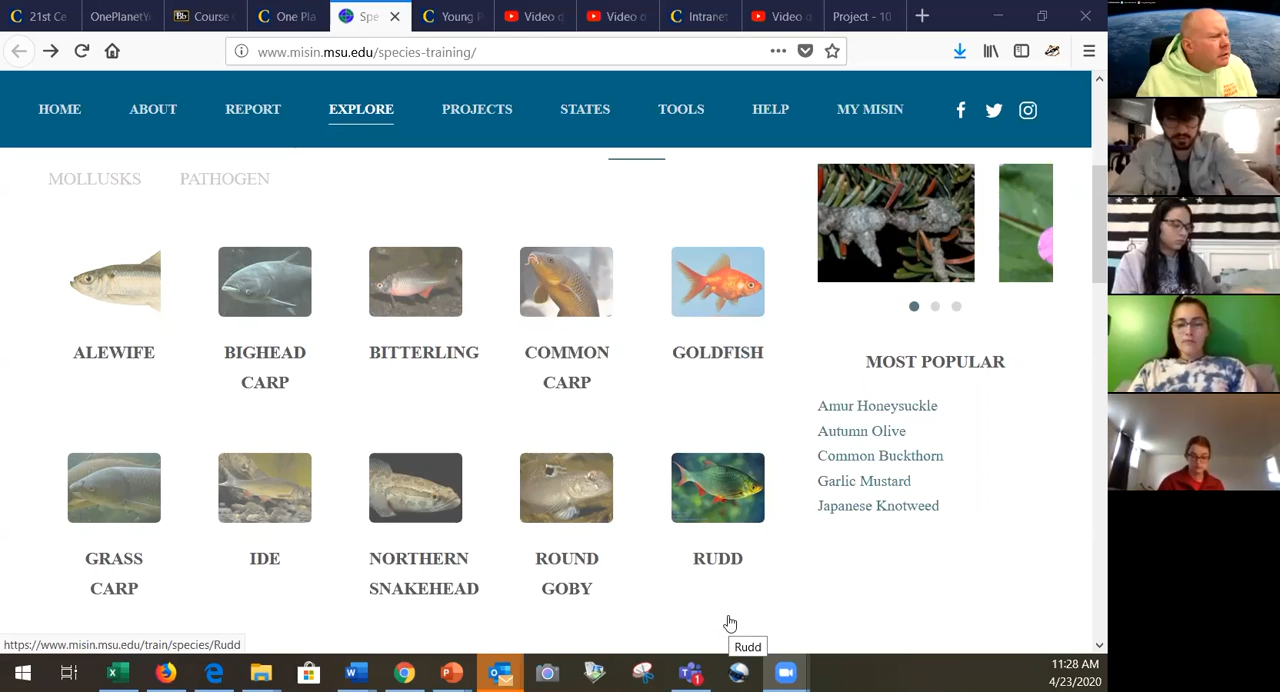 21st Ce
OnePlanetY
Bb Course
C One Pla
Spe
C Young P
Video d
Video d
C Intranet
Video d
Project - 10
www.misin.msu.edu/species-training/
HOME ABOUT REPORT EXPLORE PROJECTS STATES TOOLS HELP MY MISIN
MOLLUSKS PATHOGEN
ALEWIFE
BIGHEAD
CARP
BITTERLING
COMMON
CARP
GOLDFISH
GRASS
CARP
IDE
NORTHERN
SNAKEHEAD
ROUND
GOBY
RUDD
MOST POPULAR
Amur Honeysuckle
Autumn Olive
Common Buckthorn
Garlic Mustard
Japanese Knotweed
https://www.misin.msu.edu/train/species/Rudd
Rudd
11:28 AM
4/23/2020